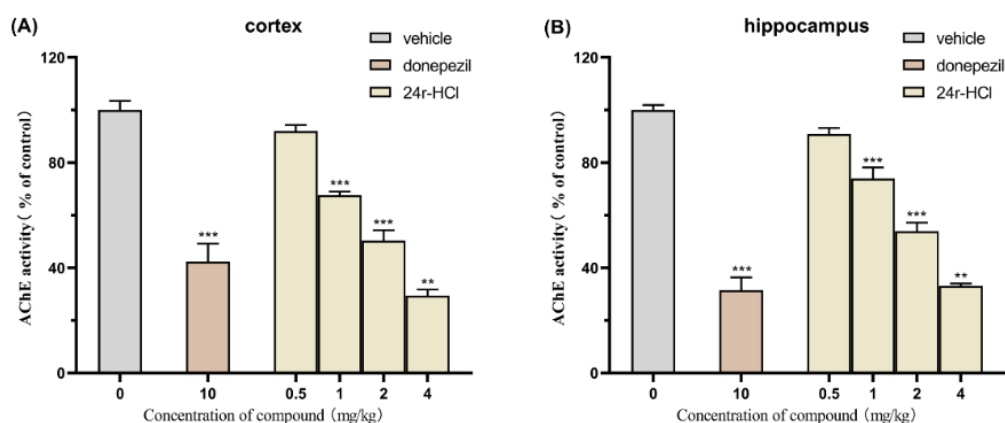 (A)
cortex
vehicle
donepezil
24r-HCl
120
80
40
0
AChE activity( % of control)
***
***
***
**
0
10
0.5
1
2
4
Concentration of compound (mg/kg)
(B)
hippocampus
vehicle
donepezil
24r-HCl
120
80
40
0
AChE activity( % of control)
***
***
***
**
0
10
0.5
1
2
4
Concentration of compound (mg/kg)